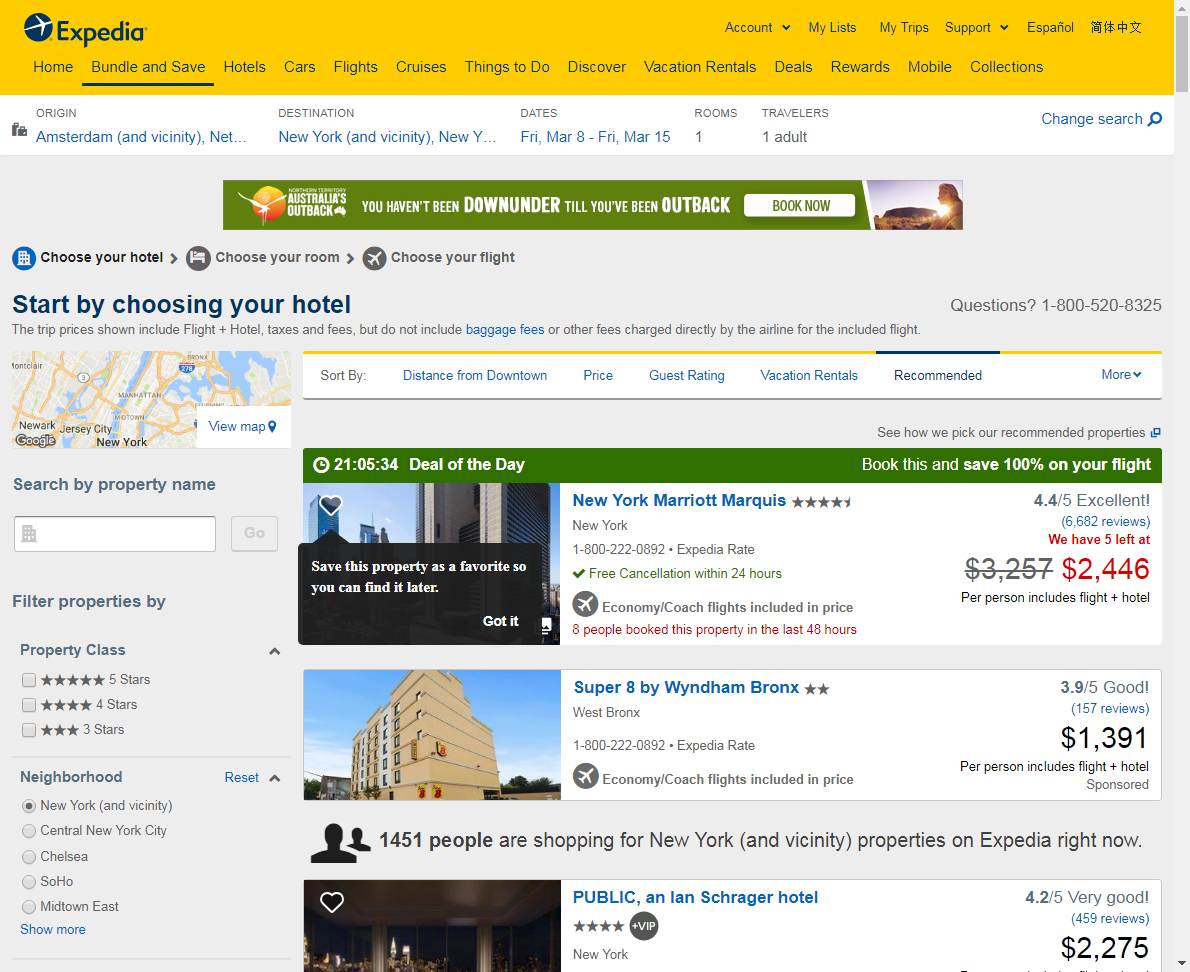 Expedia
Account My Lists My Trips Support Español 简体中文
Home Bundle and Save Hotels Cars Flights Cruises Things to Do Discover Vacation Rentals Deals Rewards Mobile Collections
ORIGIN DESTINATION DATES ROOMS TRAVELERS
Amsterdam (and vicinity), Net... New York (and vicinity), New Y... Fri, Mar 8 - Fri, Mar 15 1 1 adult
Change search
NORTHERN TERRITORY
AUSTRALIA'S
OUTBACK
YOU HAVEN'T BEEN DOWNUNDER TILL YOU'VE BEEN OUTBACK BOOK NOW
Choose your hotel Choose your room Choose your flight
Start by choosing your hotel
Questions? 1-800-520-8325
The trip prices shown include Flight + Hotel, taxes and fees, but do not include baggage fees or other fees charged directly by the airline for the included flight.
BRONX
ontclair
3
278
MANHATTAN
MIDTOWN
Newark
Jersey City
Google
New York
View map
Sort By: Distance from Downtown Price Guest Rating Vacation Rentals Recommended More
See how we pick our recommended properties
Search by property name
Go
Filter properties by
Property Class
★★★★★ 5 Stars
★★★★ 4 Stars
★★★ 3 Stars
Neighborhood Reset
New York (and vicinity)
Central New York City
Chelsea
SoHo
Midtown East
Show more
21:05:34 Deal of the Day Book this and save 100% on your flight
New York Marriott Marquis
New York
1-800-222-0892 • Expedia Rate
Free Cancellation within 24 hours
Economy/Coach flights included in price
8 people booked this property in the last 48 hours
4.4/5 Excellent!
(6,682 reviews)
We have 5 left at
$3,257 $2,446
Per person includes flight + hotel
Save this property as a favorite so
you can find it later.
Got it
Super 8 by Wyndham Bronx ★★
West Bronx
1-800-222-0892 • Expedia Rate
Economy/Coach flights included in price
3.9/5 Good!
(157 reviews)
$1,391
Per person includes flight + hotel
Sponsored
1451 people are shopping for New York (and vicinity) properties on Expedia right now.
PUBLIC, an Ian Schrager hotel
★★★★ +VIP
New York
4.2/5 Very good!
(459 reviews)
$2,275